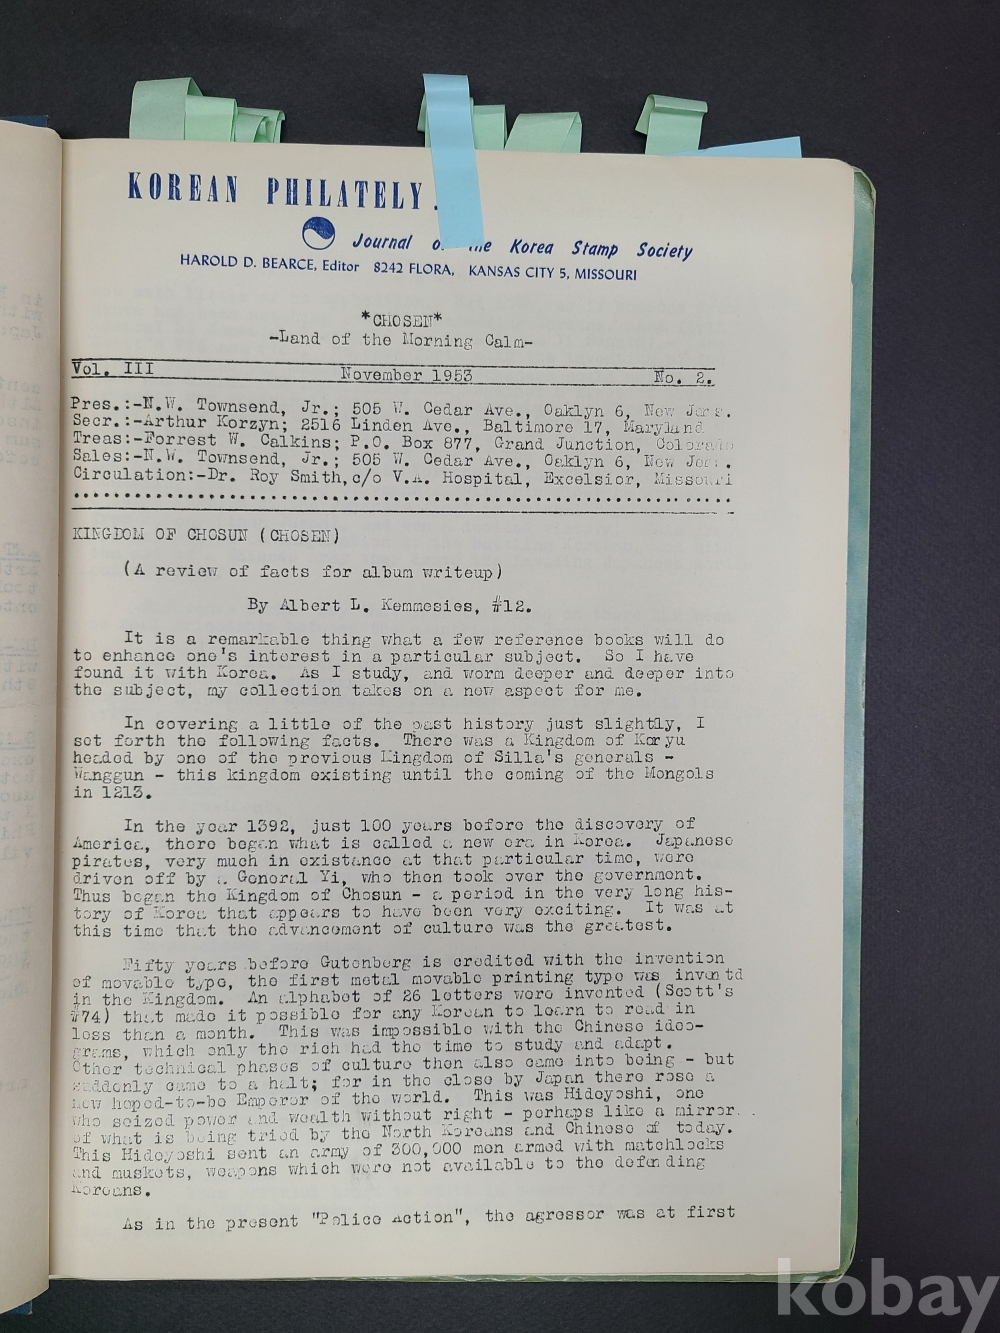 KOREAN PHILATELY.
Journal o. the Korea Stamp Society
HAROLD D. BEARCE, Editor 8242 FLORA, KANSAS CITY 5, MISSOURI
*CHOSEN*
-Land of the Morning Calm-
Vol. III November 1953 No. 2.
Pres.:-N.W. Townsend, Jr.; 505 W. Cedar Ave., Oaklyn 6, New Jers.
Secr.:-Arthur Korzyn; 2516 Linden Ave., Baltimore 17, Maryland
Treas:-Forrest W. Calkins; P.O. Box 877, Grand Junction, Colorado
Sales:-N.W. Townsend, Jr.; 505 W. Cedar Ave., Oaklyn 6, New Jer.
Circulation:-Dr. Roy Smith, c/o V.A. Hospital, Excelsior, Missouri
KINGDOM OF CHOSUN (CHOSEN)
(A review of facts for album writeup)
By Albert L. Kemmesies, #12.
It is a remarkable thing what a few reference books will do
to enhance one's interest in a particular subject. So I have
found it with Korea. As I study, and worm deeper and deeper into
the subject, my collection takes on a new aspect for me.
In covering a little of the past history just slightly, I
set forth the following facts. There was a Kingdom of Koryu
headed by one of the previous Kingdom of Silla's generals -
Wanggun - this kingdom existing until the coming of the Mongols
in 1213.
In the year 1392, just 100 years before the discovery of
America, there began what is called a new era in Korea. Japanese
pirates, very much in existance at that particular time, were
driven off by a General Yi, who then took over the government.
Thus began the Kingdom of Chosun - a period in the very long his-
tory of Korea that appears to have been very exciting. It was at
this time that the advancement of culture was the greatest.
Fifty years before Gutenberg is credited with the invention
of movable type, the first metal movable printing type was invented
in the Kingdom. An alphabet of 26 letters were invented (Scott's
#74) that made it possible for any Korean to learn to read in
less than a month. This was impossible with the Chinese ideo-
grams, which only the rich had the time to study and adapt.
Other technical phases of culture then also came into being - but
suddenly came to a halt; for in the close by Japan there rose a
new hoped-to-be Emperor of the world. This was Hideyoshi, one
who seized power and wealth without right - perhaps like a mirror
of what is being tried by the North Koreans and Chinese of today.
This Hideyoshi sent an army of 300,000 men armed with matchlocks
and muskets, weapons which were not available to the defending
Koreans.
As in the present "Police Action", the agressor was at first
kobay